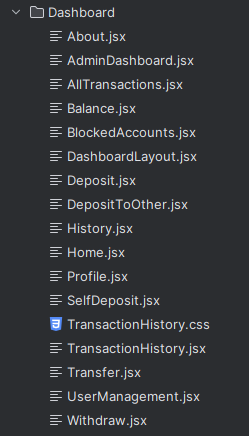 Dashboard
About.jsx
AdminDashboard.jsx
AllTransactions.jsx
Balance.jsx
BlockedAccounts.jsx
DashboardLayout.jsx
Deposit.jsx
DepositToOther.jsx
History.jsx
Home.jsx
Profile.jsx
SelfDeposit.jsx
TransactionHistory.css
TransactionHistory.jsx
Transfer.jsx
UserManagement.jsx
Withdraw.jsx